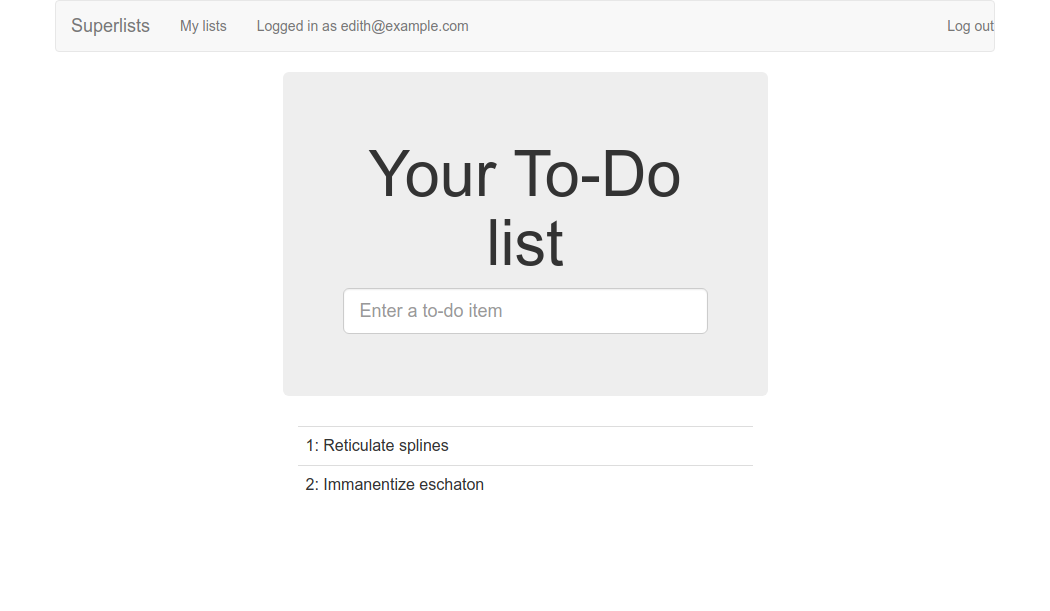 Superlists My lists Logged in as edith@example.com Log out
Your To-Do
list
Enter a to-do item
1: Reticulate splines
2: Immanentize eschaton